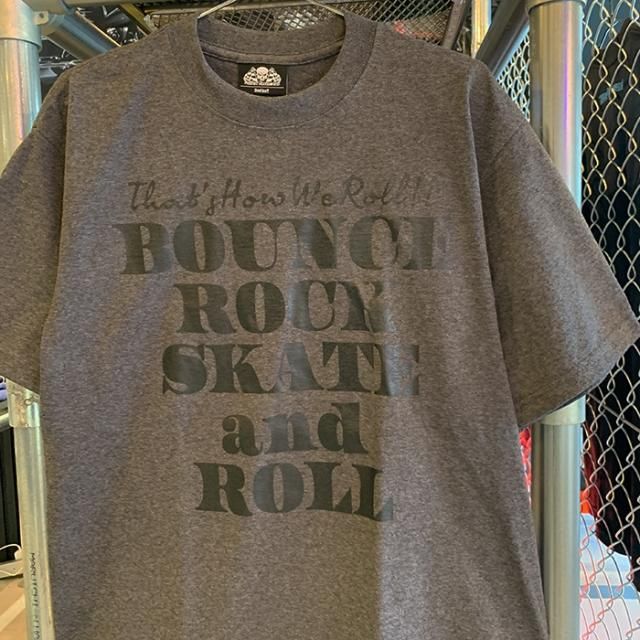 That's How We Roll!!
BOUNCE
ROCK
SKATE
and
ROLL